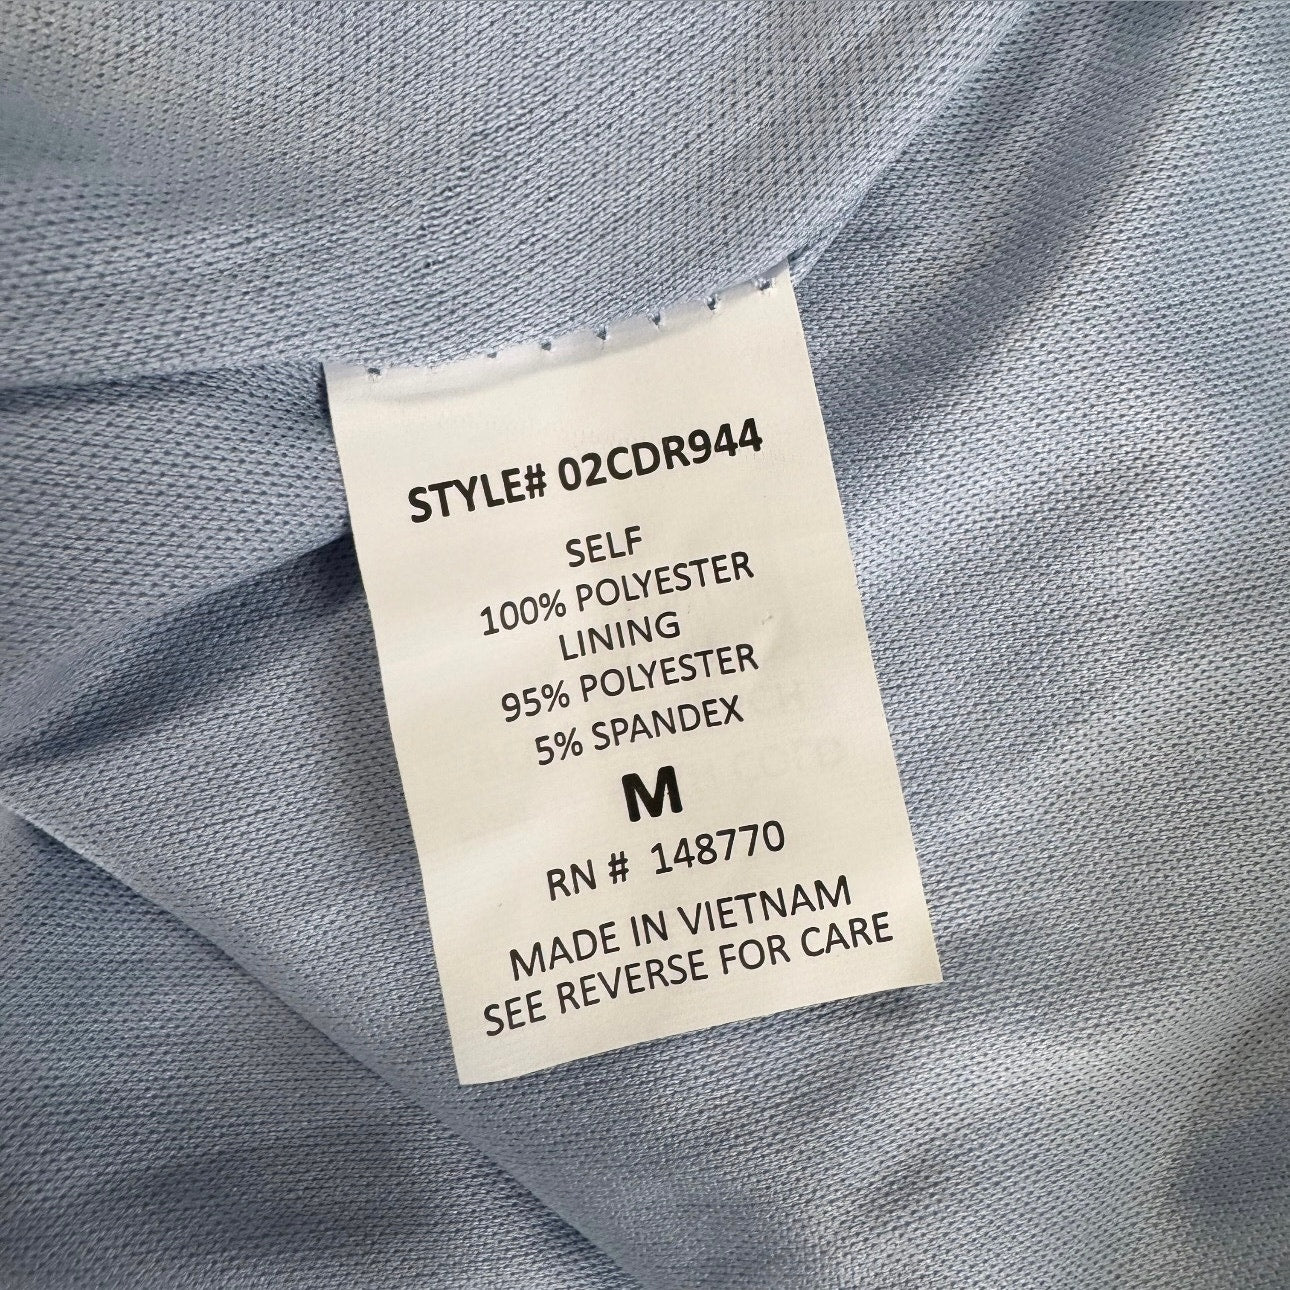 STYLE# 02CDR944
SELF
100% POLYESTER
LINING
95% POLYESTER
5% SPANDEX
M
RN # 148770
MADE IN VIETNAM
SEE REVERSE FOR CARE